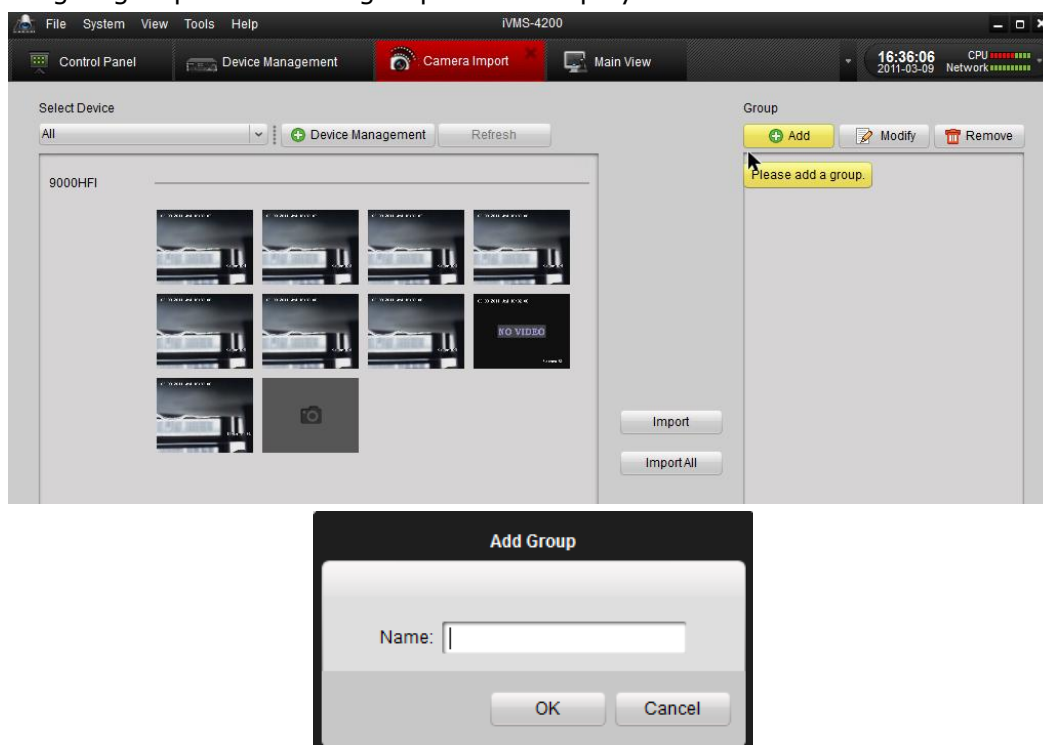 File System View Tools Help iVMS-4200
Control Panel Device Management Camera Import Main View 16:36:06 CPU
2011-03-09 Network
Select Device Group
All Device Management Refresh Add Modify Remove
Please add a group.
9000HFI
NO VIDEO
Import
Import All
Add Group
Name:
OK Cancel